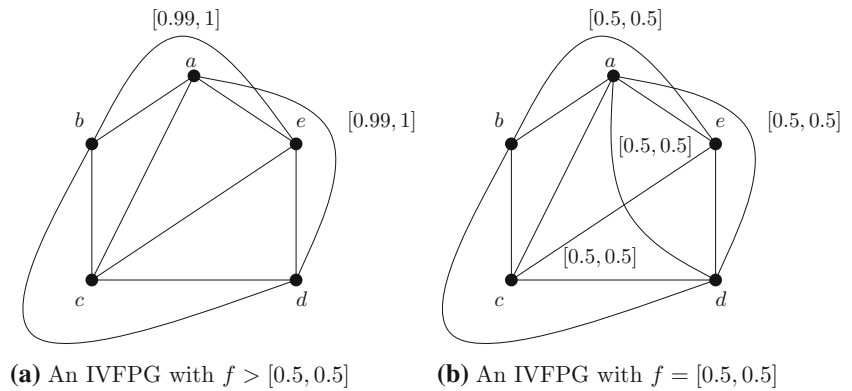 [0.99, 1]
a
b
e
[0.99, 1]
c
d
(a) An IVFPG with f > [0.5, 0.5]
[0.5, 0.5]
a
b
e
[0.5, 0.5]
[0.5, 0.5]
[0.5, 0.5]
c
d
(b) An IVFPG with f = [0.5, 0.5]